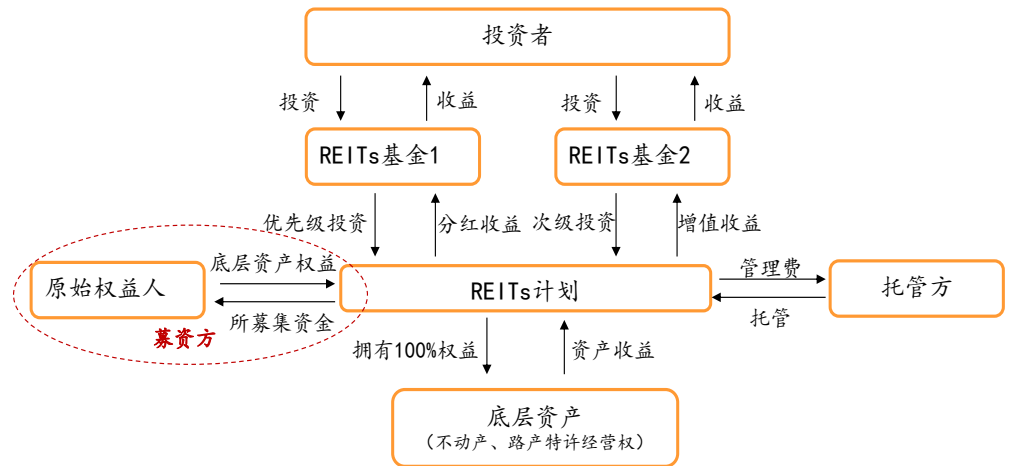 投资者
投资
收益
投资
收益
REITs基金1
REITs基金2
优先级投资
分红收益
次级投资
增值收益
原始权益人
底层资产权益
所募集资金
募资方
REITs计划
管理费
托管
托管方
拥有100%权益
资产收益
底层资产
（不动产、路产特许经营权）